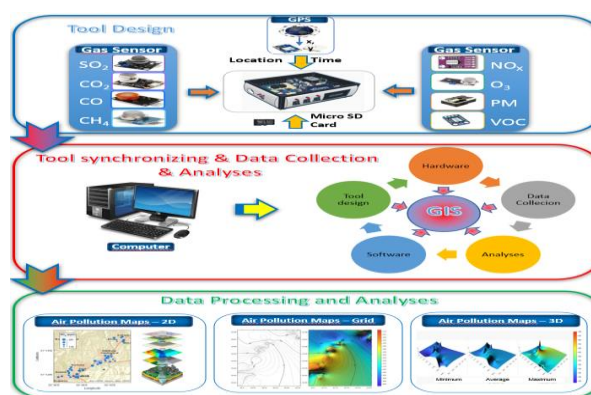 Tool Design
GPS
x,
y
Location
Time
Gas Sensor
SO2
CO2
CO
CH4
Gas Sensor
NOX
O3
PM
VOC
Micro SD
Card
Tool synchronizing & Data Collection
& Analyses
Computer
Hardware
Data
Collecion
Analyses
Software
Tool
design
GIS
Data Processing and Analyses
Air Pollution Maps – 2D
Air Pollution Maps – Grid
Air Pollution Maps – 3D
Minimum
Average
Maximum